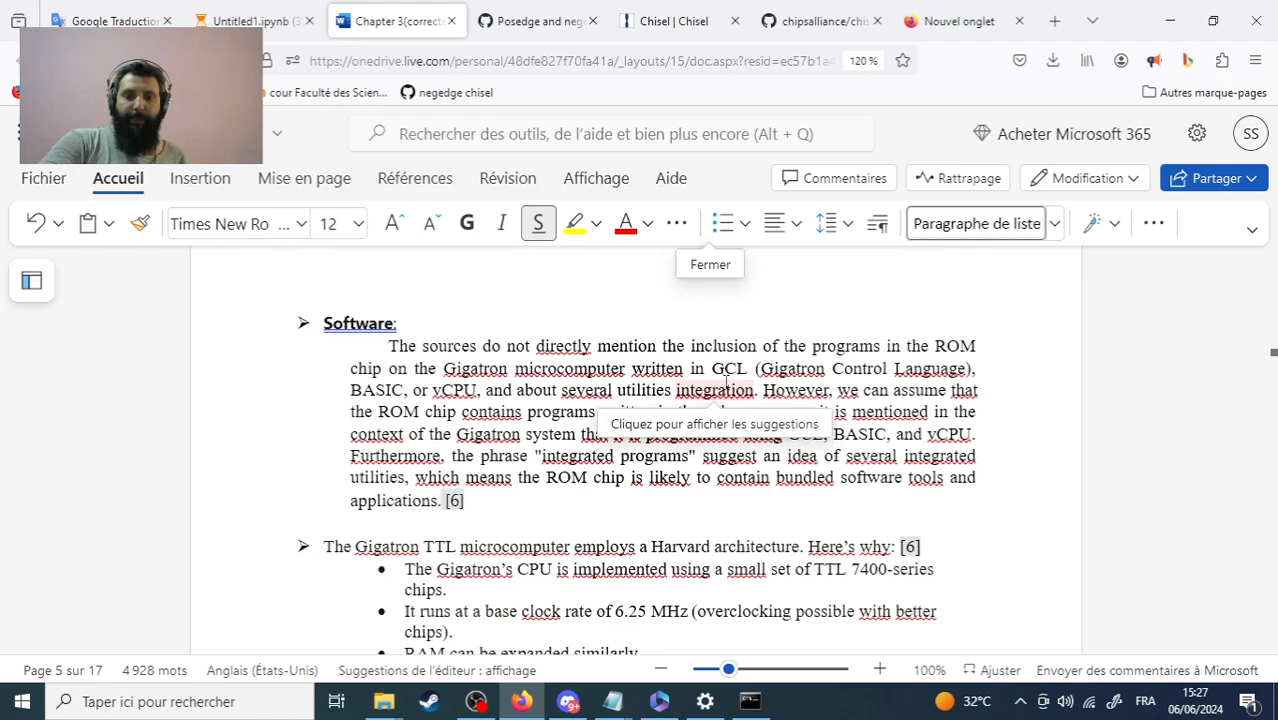 Google Traduction
Untitled1.ipynb (3
Chapter 3(correcte
Posedge and neg
Chisel | Chisel
chipsalliance/chis
Nouvel onglet
https://onedrive.live.com/personal/48dfe827f70fa41a/_layouts/15/doc.aspx?resid=ec57b1a4
120 %
cour Faculté des Scien...
negedge chisel
Autres marque-pages
Rechercher des outils, de l'aide et bien plus encore (Alt + Q)
Acheter Microsoft 365
SS
Fichier
Accueil
Insertion
Mise en page
Références
Révision
Affichage
Aide
Commentaires
Rattrapage
Modification
Partager
Times New Ro ...
12
A
A
G
I
S
A
Paragraphe de liste
Fermer
Software:
The sources do not directly mention the inclusion of the programs in the ROM
chip on the Gigatron microcomputer written in GCL (Gigatron Control Language),
BASIC, or vCPU, and about several utilities integration. However, we can assume that
the ROM chip contains programs it is mentioned in the
Cliquez pour afficher les suggestions
context of the Gigatron system BASIC, and vCPU.
Furthermore, the phrase "integrated programs" suggest an idea of several integrated
utilities, which means the ROM chip is likely to contain bundled software tools and
applications. [6]
The Gigatron TTL microcomputer employs a Harvard architecture. Here's why: [6]
The Gigatron's CPU is implemented using a small set of TTL 7400-series
chips.
It runs at a base clock rate of 6.25 MHz (overclocking possible with better
chips).
RAM can be expanded similarly.
Page 5 sur 17
4 928 mots
Anglais (États-Unis)
Suggestions de l'éditeur : affichage
100%
Ajuster
Envoyer des commentaires à Microsoft
Taper ici pour rechercher
9+
32°C
FRA
15:27
06/06/2024
1